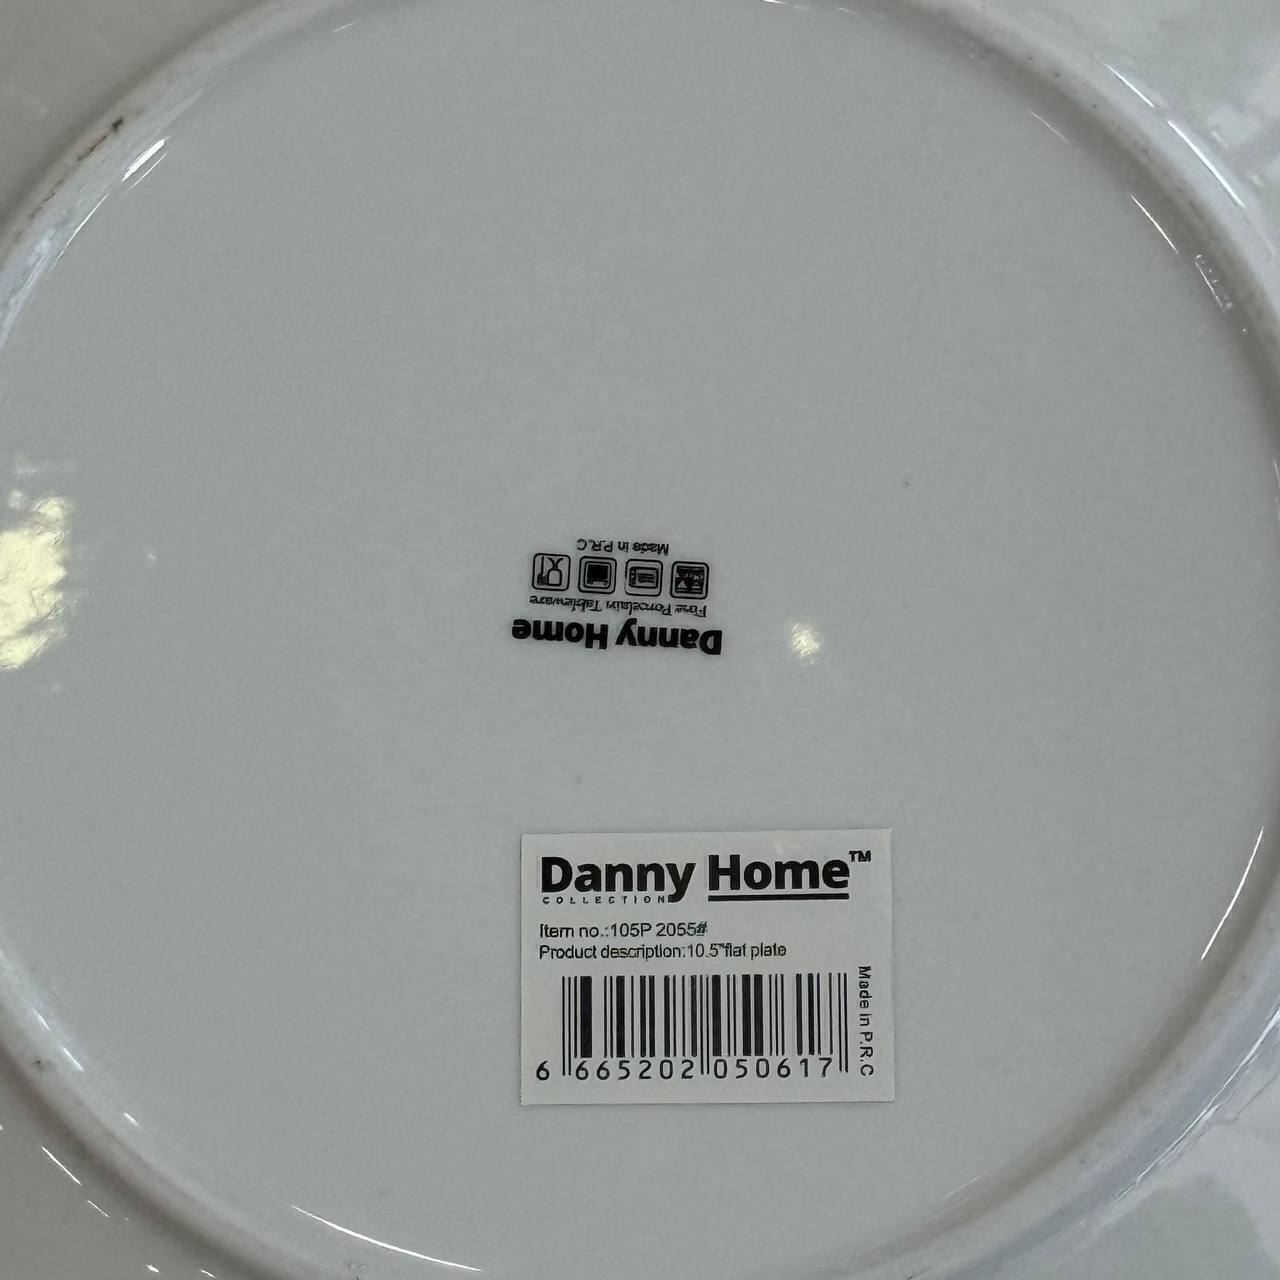 Made in P.R.C
Fine Porcelain Tableware
Danny Home
Danny Home™
COLLECTION
Item no.:105P 2055#
Product description:10.5"flat plate
Made in P.R.C
6 665202 050617